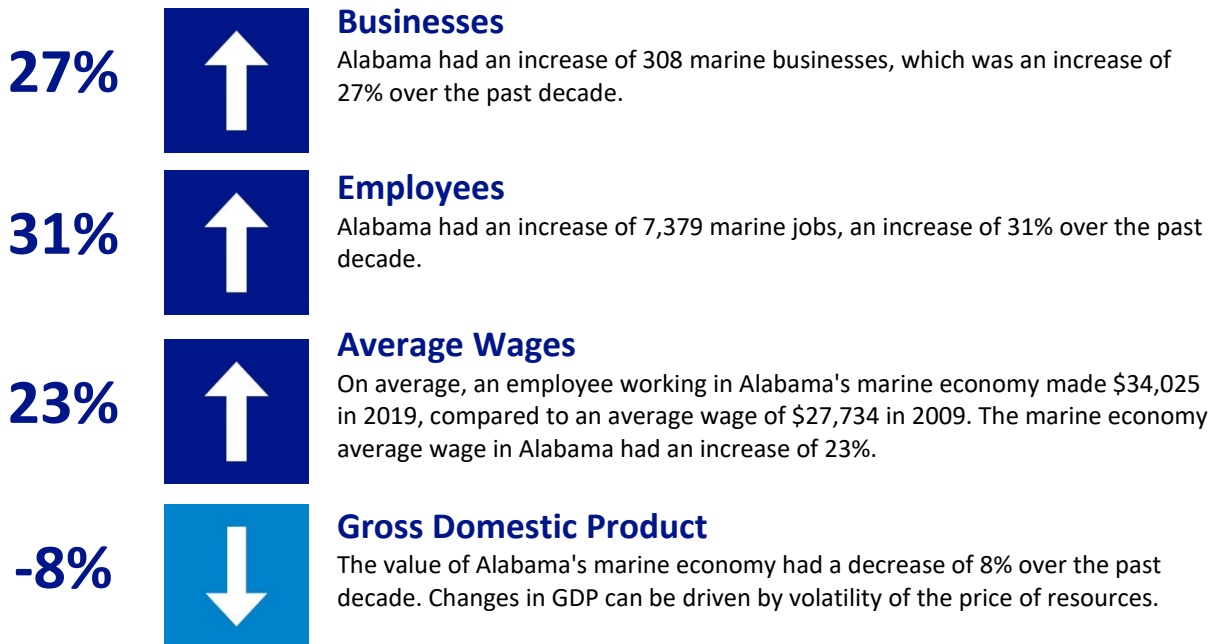 27%
Businesses
Alabama had an increase of 308 marine businesses, which was an increase of
27% over the past decade.
31%
Employees
Alabama had an increase of 7,379 marine jobs, an increase of 31% over the past
decade.
23%
Average Wages
On average, an employee working in Alabama's marine economy made $34,025
in 2019, compared to an average wage of $27,734 in 2009. The marine economy
average wage in Alabama had an increase of 23%.
-8%
Gross Domestic Product
The value of Alabama's marine economy had a decrease of 8% over the past
decade. Changes in GDP can be driven by volatility of the price of resources.